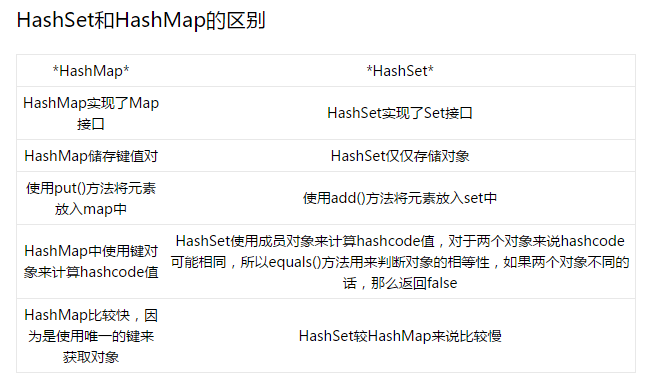 HashSet和HashMap的区别
*HashMap*
*HashSet*
HashMap实现了Map
接口
HashSet实现了Set接口
HashMap储存键值对
HashSet仅仅存储对象
使用put()方法将元素
放入map中
使用add()方法将元素放入set中
HashMap中使用键对
象来计算hashcode值
HashSet使用成员对象来计算hashcode值，对于两个对象来说hashcode
可能相同，所以equals()方法用来判断对象的相等性，如果两个对象不同的
话，那么返回false
HashMap比较快，因
为是使用唯一的键来
获取对象
HashSet较HashMap来说比较慢